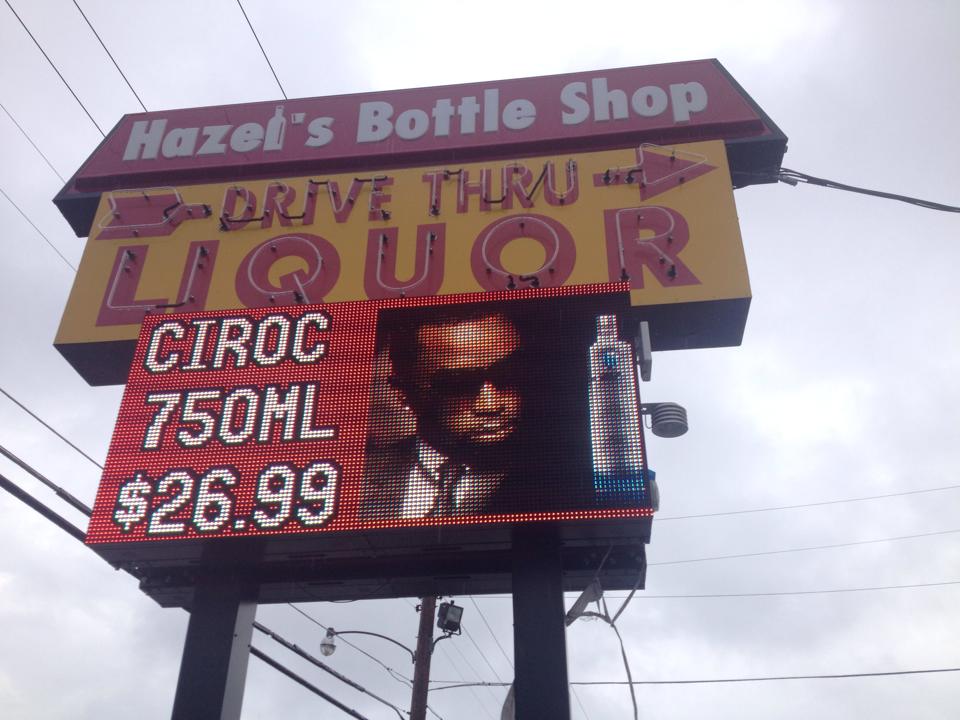 Hazel's Bottle Shop
DRIVE THRU
LIQUOR
CIROC
750ML
$26.99